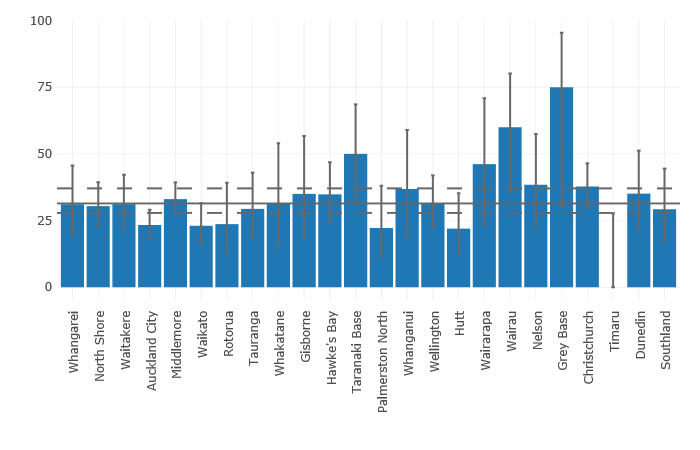 100
75
50
25
0
Whangarei
North Shore
Waitakere
Auckland City
Middlemore
Waikato
Rotorua
Tauranga
Whakatane
Gisborne
Hawke's Bay
Taranaki Base
Palmerston North
Whanganui
Wellington
Hutt
Wairarapa
Wairau
Nelson
Grey Base
Christchurch
Timaru
Dunedin
Southland